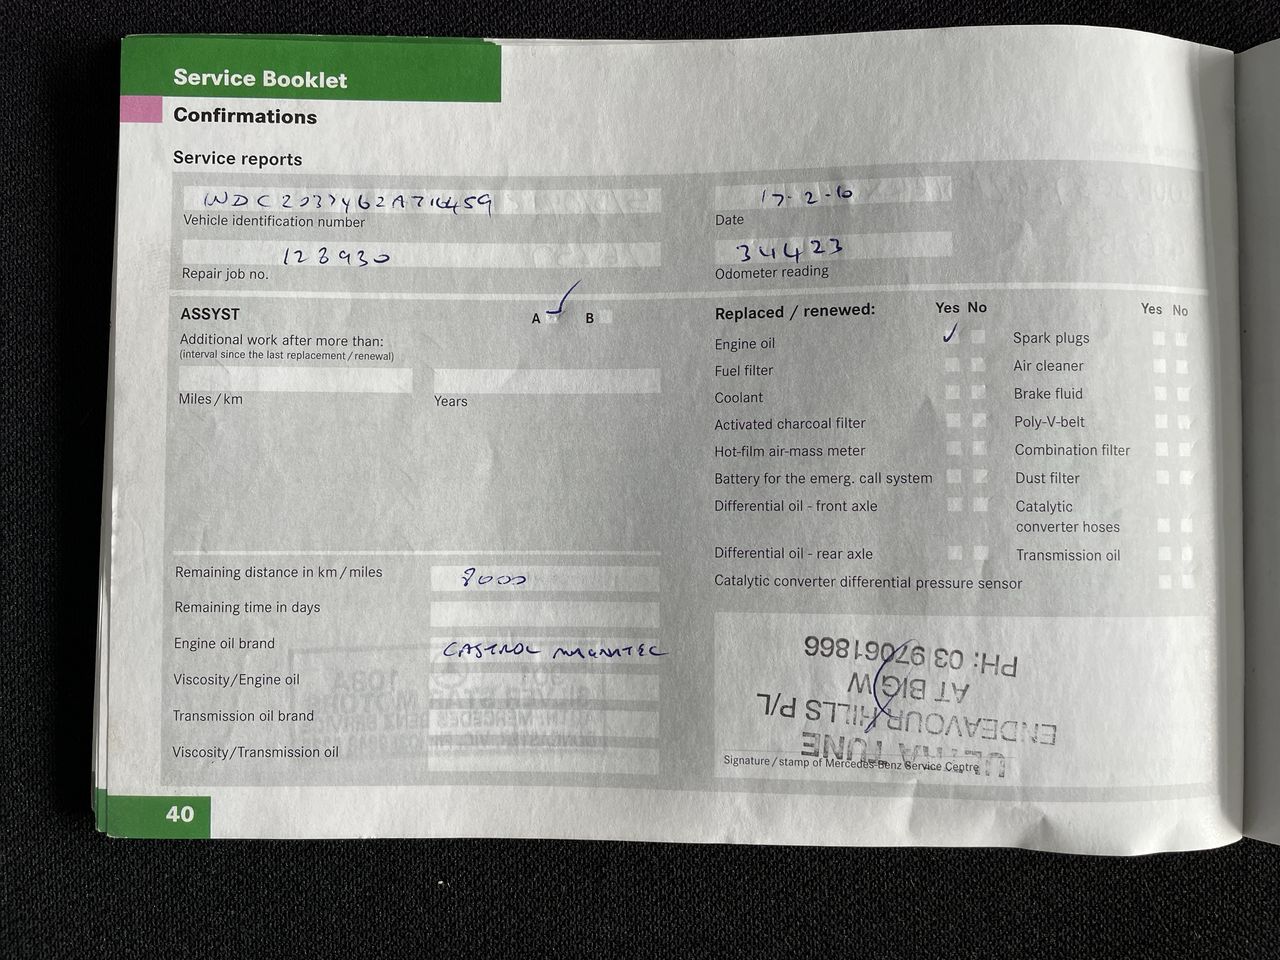 Service Booklet
Confirmations
Service reports
Vehicle identification number
17-2-10
Date
128930
Repair job no.
34423
Odometer reading
ASSYST
A B
Additional work after more than:
(interval since the last replacement/renewal)
Miles/km
Years
Replaced / renewed: Yes No
Engine oil
Fuel filter
Coolant
Activated charcoal filter
Hot-film air-mass meter
Battery for the emerg. call system
Differential oil - front axle
Differential oil - rear axle
Catalytic converter differential pressure sensor
Yes No
Spark plugs
Air cleaner
Brake fluid
Poly-V-belt
Combination filter
Dust filter
Catalytic
converter hoses
Transmission oil
Remaining distance in km/miles 8000
Remaining time in days
Engine oil brand CASTROL MAGNATEC
Viscosity/Engine oil
Transmission oil brand
Viscosity/Transmission oil
ULTRA TUNE
ENDEAVOUR HILLS P/L
AT BIG W
PH: 03 97061866
Signature/stamp of Mercedes-Benz Service Centre
40